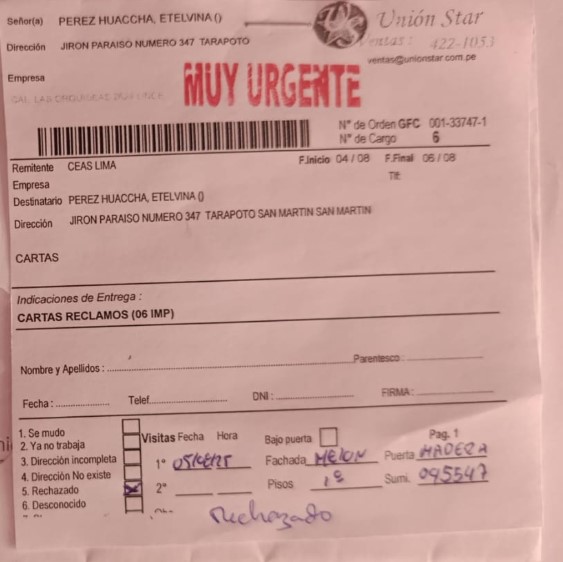 Señor(a) PEREZ HUACCHA, ETELVINA ()
Unión Star
Dirección JIRON PARAISO NUMERO 347 TARAPOTO
Ventas: 422-1053
ventas@unionstar.com.pe
Empresa
MUY URGENTE
N° de Orden GFC 001-33747-1
N° de Cargo 6
Remitente CEAS LIMA
F.Inicio 04 / 08 F.Final 06 / 08
Empresa
Tlf:
Destinatario PEREZ HUACCHA, ETELVINA ()
Dirección JIRON PARAISO NUMERO 347 TARAPOTO SAN MARTIN SAN MARTIN
CARTAS
Indicaciones de Entrega :
CARTAS RECLAMOS (06 IMP)
Nombre y Apellidos : Parentesco :
Fecha : Telef. DNI : FIRMA :
1. Se mudo
2. Ya no trabaja
3. Dirección incompleta
4. Dirección No existe
5. Rechazado
6. Desconocido
Visitas Fecha Hora Bajo puerta Pag. 1
1° Fachada MELON Puerta MADERA
2° Pisos 1° Sumi. 095547
Rechazado